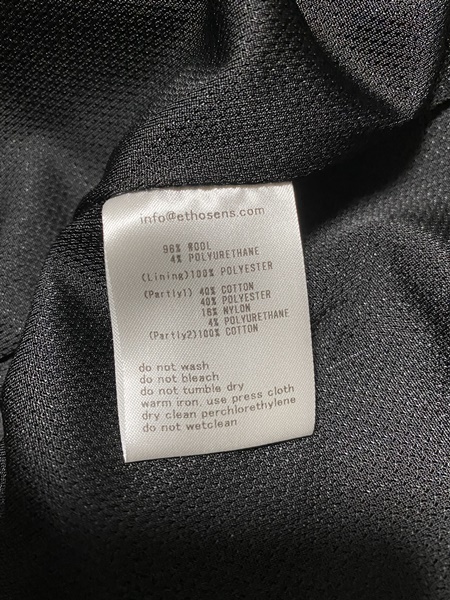 info@ethosens.com
96% WOOL
4% POLYURETHANE
(Lining)100% POLYESTER
(Partly1) 40% COTTON
40% POLYESTER
16% NYLON
4% POLYURETHANE
(Partly2)100% COTTON
do not wash
do not bleach
do not tumble dry
warm iron, use press cloth
dry clean perchlorethylene
do not wetclean